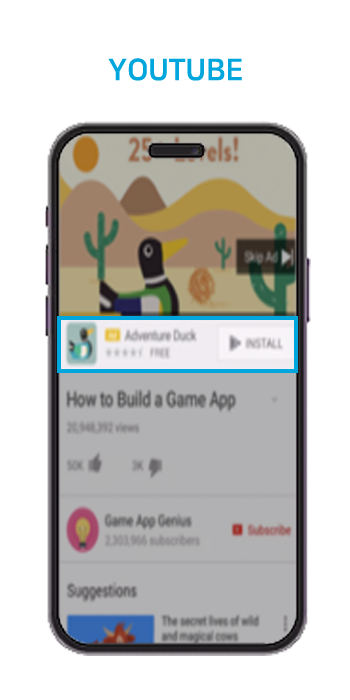 YOUTUBE
25+ Levels!
Skip Ad
Ad Adventure Duck
FREE
INSTALL
How to Build a Game App
20,948,392 views
50K 3K
Game App Genius
2,303,966 subscribers
Subscribe
Suggestions
The secret lives of wild
and magical cows